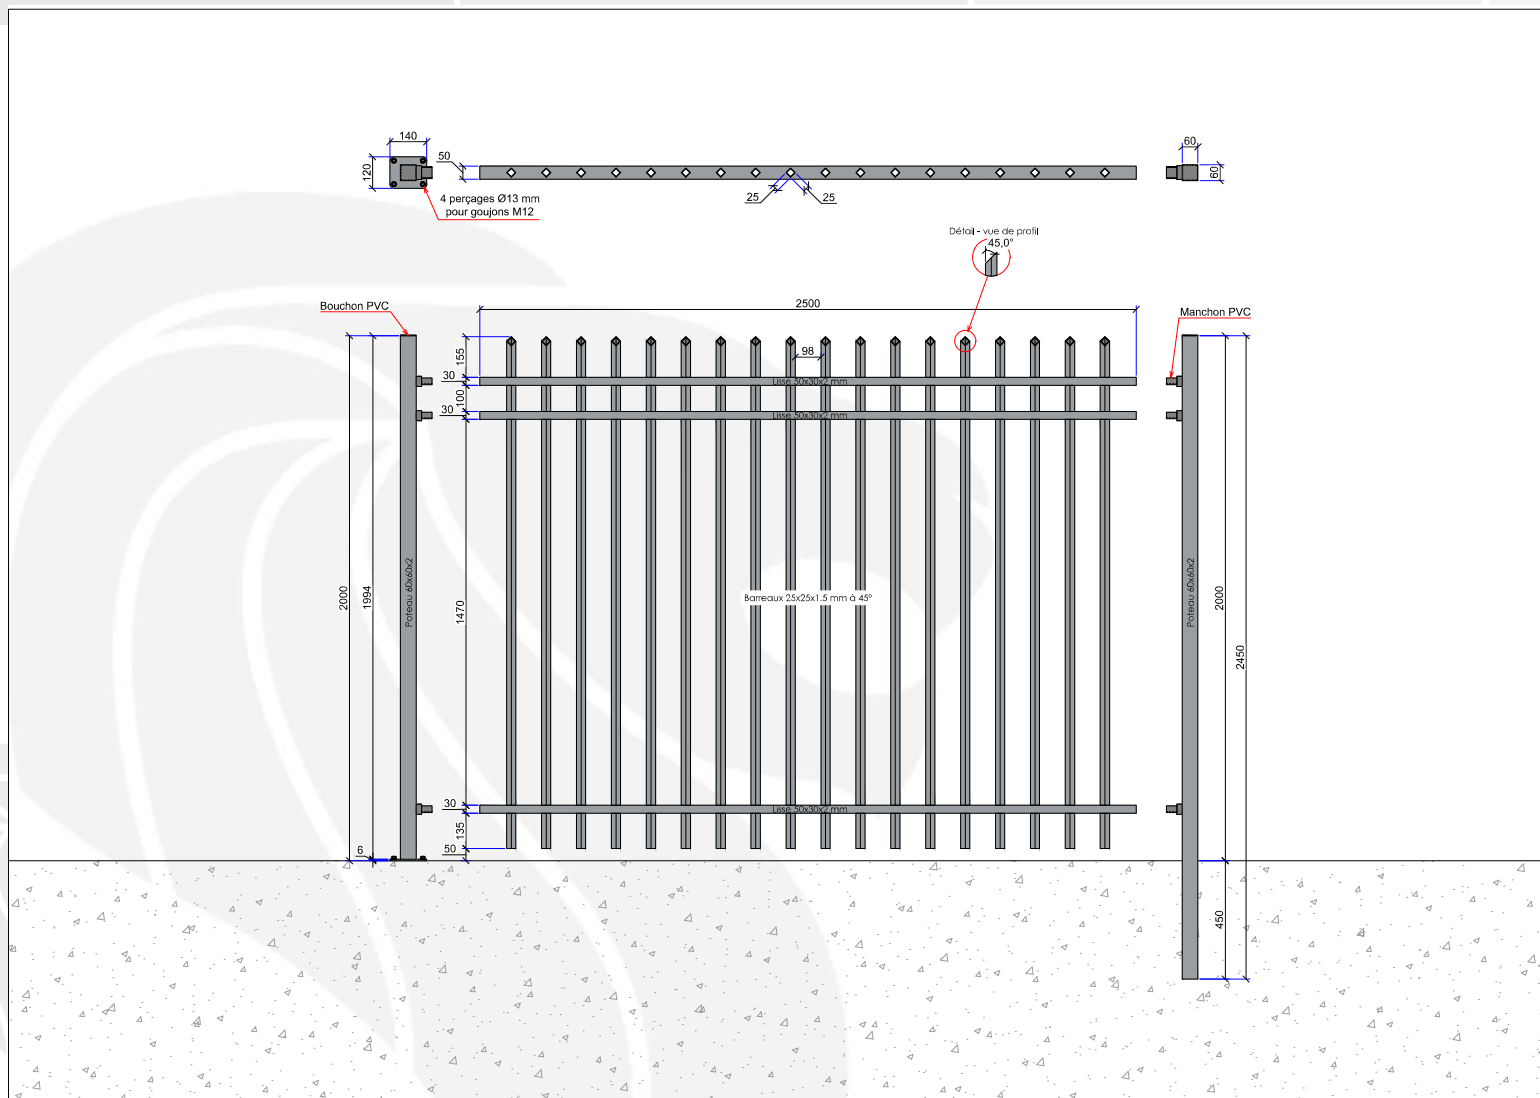 140
50
60
120
60
4 perçages Ø13 mm
pour goujons M12
25
25
Détail - vue de profil
45,0°
Bouchon PVC
2500
Manchon PVC
155
98
30
Lisse 50x30x2 mm
100
30
Lisse 50x30x2 mm
2000
1994
Poteau 60x60x2
1470
Barreaux 25x25x1.5 mm à 45°
Poteau 60x60x2
2000
2450
30
Lisse 50x30x2 mm
135
6
50
450